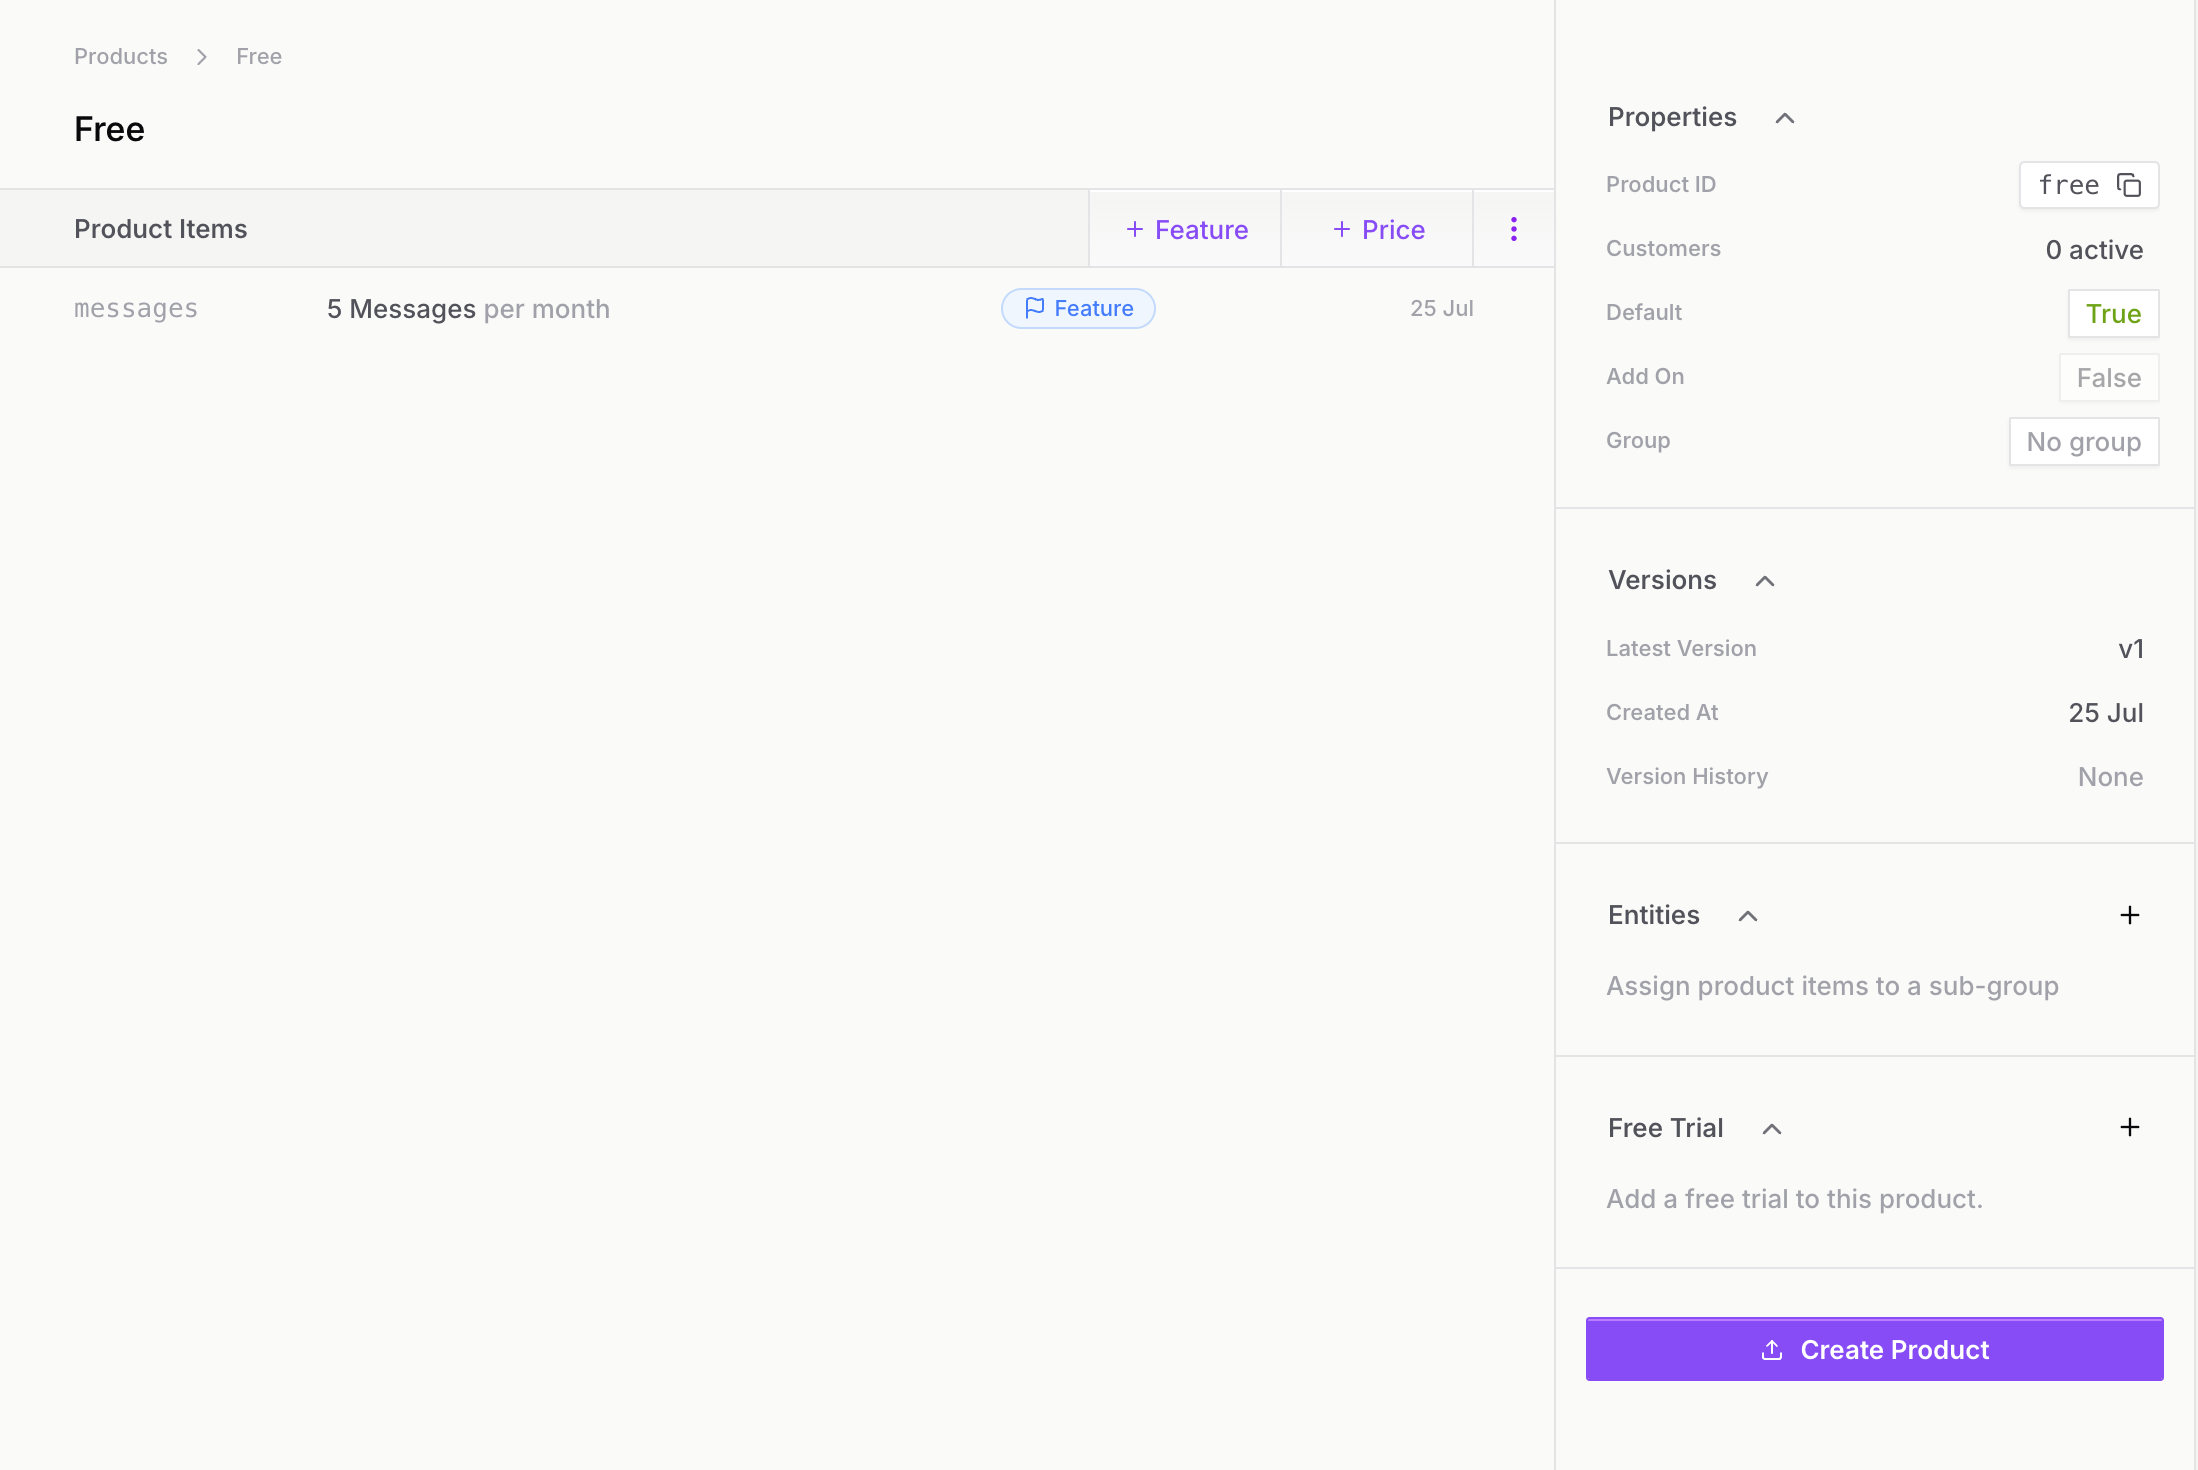 Products > Free
Free
Product Items
+ Feature
+ Price
messages 5 Messages per month Feature 25 Jul
Properties
Product ID free
Customers 0 active
Default True
Add On False
Group No group
Versions
Latest Version v1
Created At 25 Jul
Version History None
Entities +
Assign product items to a sub-group
Free Trial +
Add a free trial to this product.
Create Product